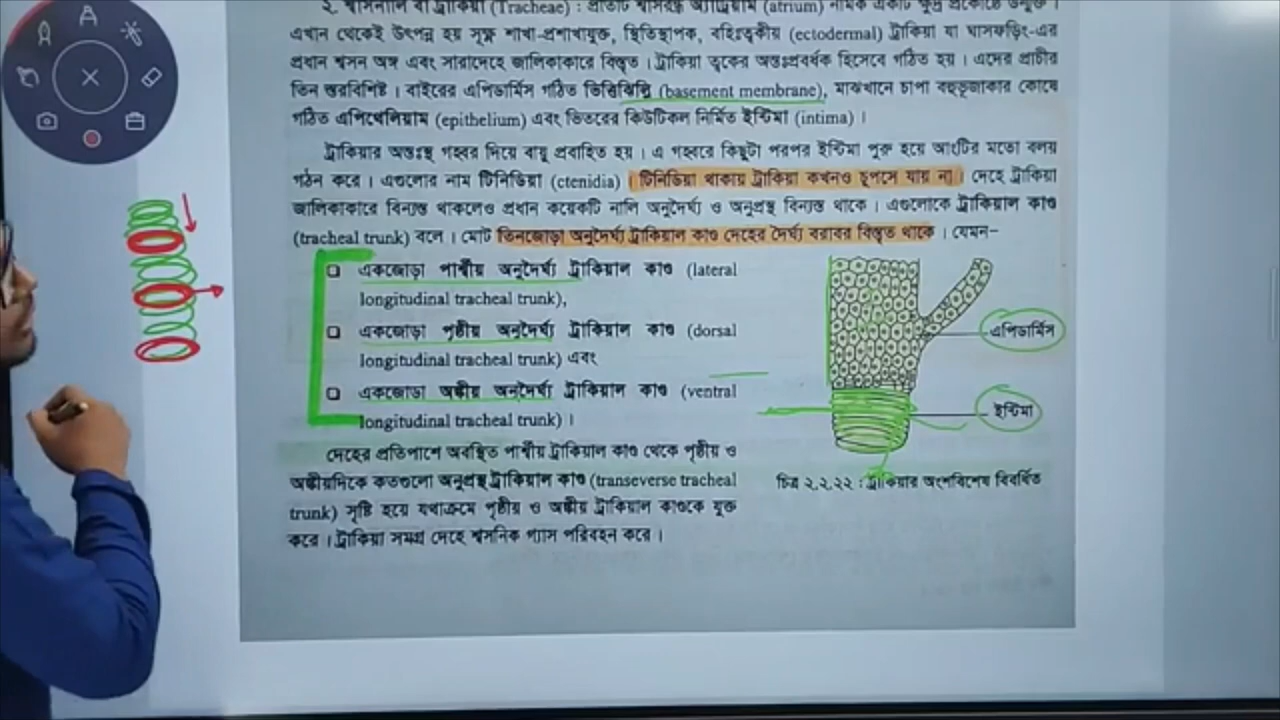 ২. শ্বাসনালি বা ট্রাকিয়া (Tracheae) : প্রতিটি শ্বাসরন্ধ্র অ্যাট্রিয়াম (atrium) নামক একটি ক্ষুদ্র প্রকোষ্ঠে উন্মুক্ত ।
এখান থেকেই উৎপন্ন হয় সূক্ষ্ম শাখা-প্রশাখাযুক্ত, স্থিতিস্থাপক, বহিঃত্বকীয় (ectodermal) ট্রাকিয়া যা ঘাসফড়িং-এর
প্রধান শ্বসন অঙ্গ এবং সারাদেহে জালিকাকারে বিস্তৃত । ট্রাকিয়া ত্বকের অন্তঃপ্রবর্ধক হিসেবে গঠিত হয় । এদের প্রাচীর
তিন স্তরবিশিষ্ট । বাইরের এপিডার্মিস গঠিত ভিত্তিঝিল্লি (basement membrane), মাঝখানে চাপা বহুভূজাকার কোষে
গঠিত এপিথেলিয়াম (epithelium) এবং ভিতরের কিউটিকল নির্মিত ইন্টিমা (intima) ।
ট্রাকিয়ার অন্তঃস্থ গহ্বর দিয়ে বায়ু প্রবাহিত হয় । এ গহ্বরে কিছুটা পরপর ইন্টিমা পুরু হয়ে আংটির মতো বলয়
গঠন করে । এগুলোর নাম টিনিডিয়া (ctenidia) । টিনিডিয়া থাকায় ট্রাকিয়া কখনও চুপসে যায় না । দেহে ট্রাকিয়া
জালিকাকারে বিন্যস্ত থাকলেও প্রধান কয়েকটি নালি অনুদৈর্ঘ্য ও অনুপ্রস্থ বিন্যস্ত থাকে । এগুলোকে ট্রাকিয়াল কাণ্ড
(tracheal trunk) বলে । মোট তিনজোড়া অনুদৈর্ঘ্য ট্রাকিয়াল কাণ্ড দেহের দৈর্ঘ্য বরাবর বিস্তৃত থাকে । যেমন–
❑ একজোড়া পার্শ্বীয় অনুদৈর্ঘ্য ট্রাকিয়াল কাণ্ড (lateral
longitudinal tracheal trunk),
❑ একজোড়া পৃষ্ঠীয় অনুদৈর্ঘ্য ট্রাকিয়াল কাণ্ড (dorsal
longitudinal tracheal trunk) এবং
❑ একজোড়া অঙ্কীয় অনুদৈর্ঘ্য ট্রাকিয়াল কাণ্ড (ventral
longitudinal tracheal trunk) ।
দেহের প্রতিপাশে অবস্থিত পার্শ্বীয় ট্রাকিয়াল কাণ্ড থেকে পৃষ্ঠীয় ও
অঙ্কীয়দিকে কতগুলো অনুপ্রস্থ ট্রাকিয়াল কাণ্ড (transeverse tracheal
trunk) সৃষ্টি হয়ে যথাক্রমে পৃষ্ঠীয় ও অঙ্কীয় ট্রাকিয়াল কাণ্ডকে যুক্ত
করে । ট্রাকিয়া সমগ্র দেহে শ্বসনিক গ্যাস পরিবহন করে ।
এপিডার্মিস
ইন্টিমা
চিত্র ২.২.২২ : ট্রাকিয়ার অংশবিশেষ বিবর্ধিত